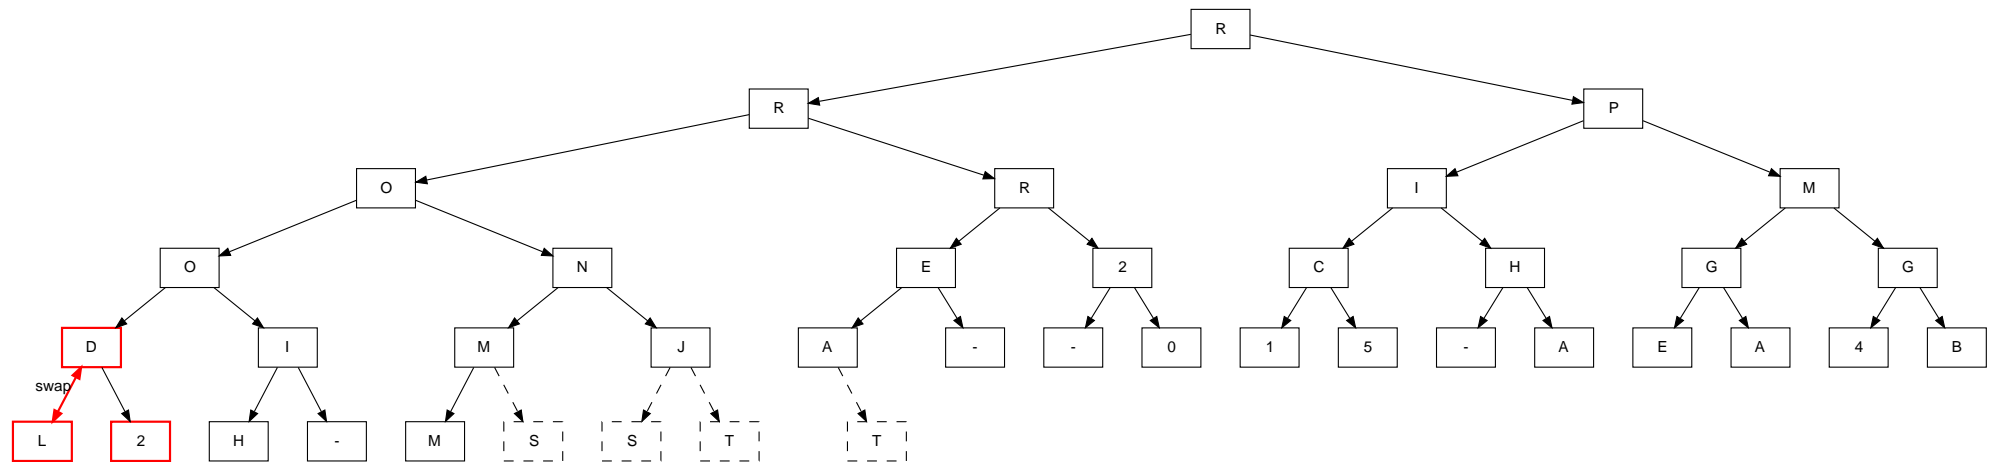 R
R P
O R I M
O N E 2 C H G G
D I M J A - - 0 1 5 - A E A 4 B
swap
L 2 H - M S S T T